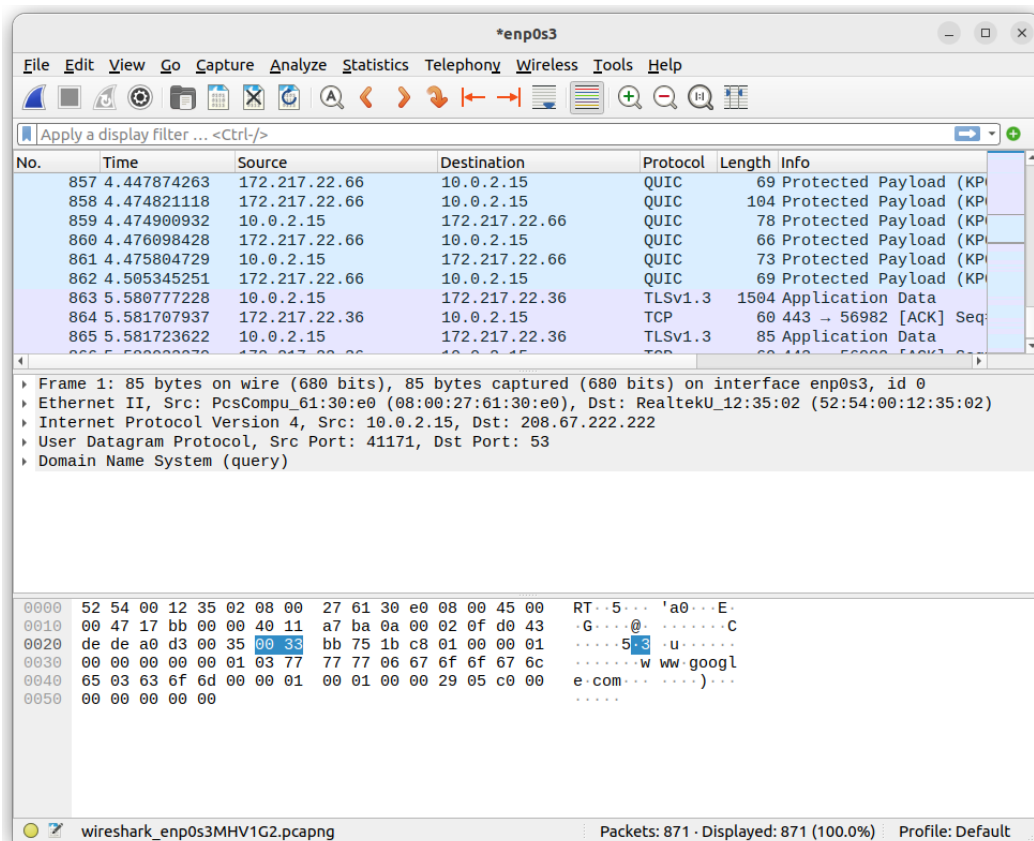 *enp0s3
File Edit View Go Capture Analyze Statistics Telephony Wireless Tools Help
Apply a display filter … <Ctrl-/>
No. Time Source Destination Protocol Length Info
857 4.447874263 172.217.22.66 10.0.2.15 QUIC 69 Protected Payload (KP
858 4.474821118 172.217.22.66 10.0.2.15 QUIC 104 Protected Payload (KP
859 4.474900932 10.0.2.15 172.217.22.66 QUIC 78 Protected Payload (KP
860 4.476098428 172.217.22.66 10.0.2.15 QUIC 66 Protected Payload (KP
861 4.475804729 10.0.2.15 172.217.22.66 QUIC 73 Protected Payload (KP
862 4.505345251 172.217.22.66 10.0.2.15 QUIC 69 Protected Payload (KP
863 5.580777228 10.0.2.15 172.217.22.36 TLSv1.3 1504 Application Data
864 5.581707937 172.217.22.36 10.0.2.15 TCP 60 443 → 56982 [ACK] Seq
865 5.581723622 10.0.2.15 172.217.22.36 TLSv1.3 85 Application Data
Frame 1: 85 bytes on wire (680 bits), 85 bytes captured (680 bits) on interface enp0s3, id 0
Ethernet II, Src: PcsCompu_61:30:e0 (08:00:27:61:30:e0), Dst: RealtekU_12:35:02 (52:54:00:12:35:02)
Internet Protocol Version 4, Src: 10.0.2.15, Dst: 208.67.222.222
User Datagram Protocol, Src Port: 41171, Dst Port: 53
Domain Name System (query)
0000 52 54 00 12 35 02 08 00 27 61 30 e0 08 00 45 00 RT··5··· 'a0···E·
0010 00 47 17 bb 00 00 40 11 a7 ba 0a 00 02 0f d0 43 ·G····@· ·······C
0020 de de a0 d3 00 35 00 33 bb 75 1b c8 01 00 00 01 ·····5·3 ·u······
0030 00 00 00 00 00 01 03 77 77 77 06 67 6f 6f 67 6c ·······w ww·googl
0040 65 03 63 6f 6d 00 00 01 00 01 00 00 29 05 c0 00 e·com··· ····)···
0050 00 00 00 00 00 ·····
wireshark_enp0s3MHV1G2.pcapng Packets: 871 · Displayed: 871 (100.0%) Profile: Default